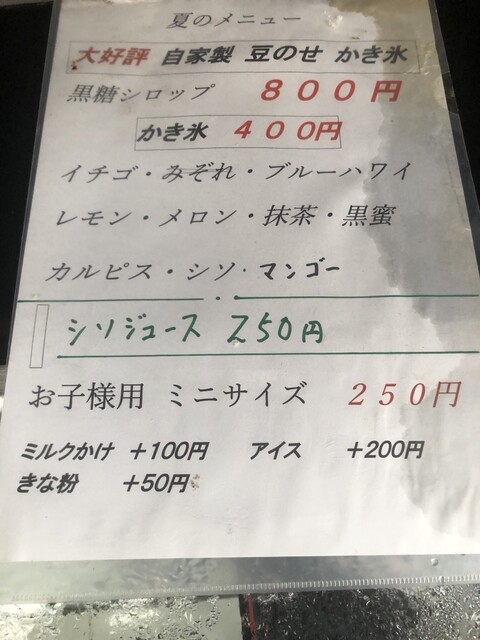 夏のメニュー
大好評 自家製 豆のせ かき氷
黒糖シロップ 800円
かき氷 400円
イチゴ・みぞれ・ブルーハワイ
レモン・メロン・抹茶・黒蜜
カルピス・シソ・マンゴー
シソジュース 250円
お子様用 ミニサイズ 250円
ミルクかけ +100円 アイス +200円
きな粉 +50円